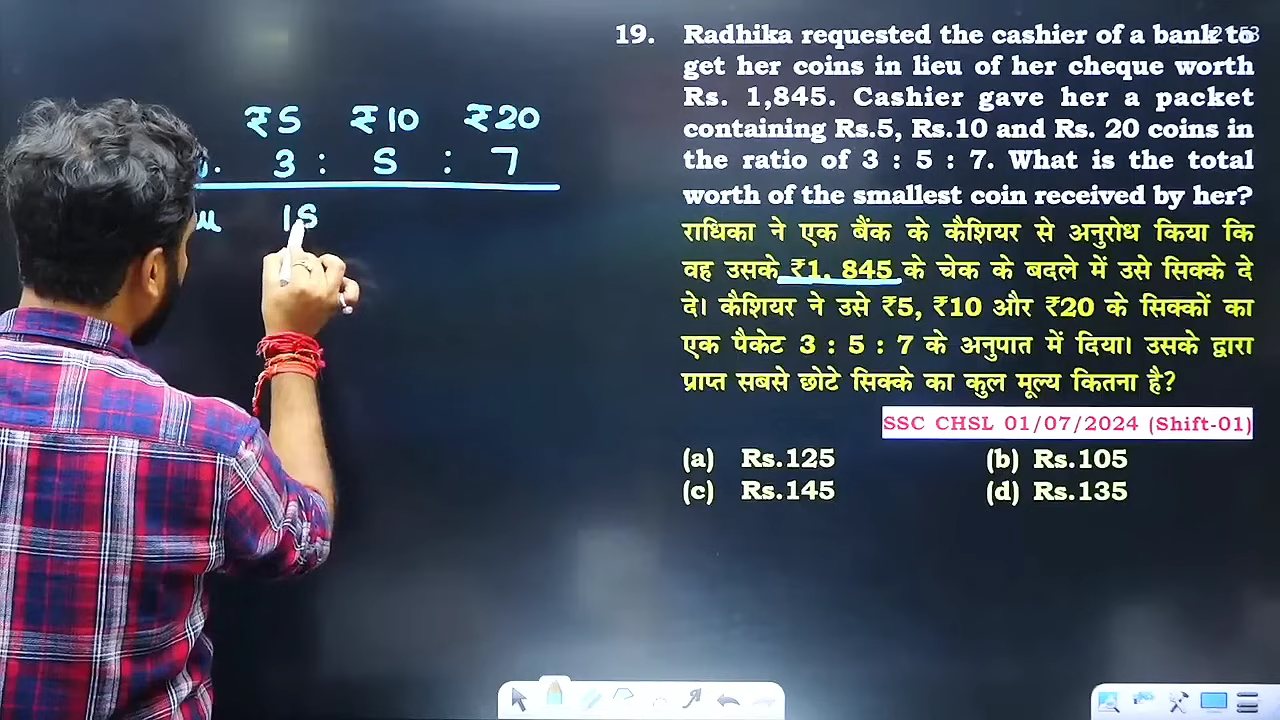 19. Radhika requested the cashier of a bank to
get her coins in lieu of her cheque worth
Rs. 1,845. Cashier gave her a packet
containing Rs.5, Rs.10 and Rs. 20 coins in
the ratio of 3 : 5 : 7. What is the total
worth of the smallest coin received by her?
राधिका ने एक बैंक के कैशियर से अनुरोध किया कि
वह उसके ₹1, 845 के चेक के बदले में उसे सिक्के दे
दे। कैशियर ने उसे ₹5, ₹10 और ₹20 के सिक्कों का
एक पैकेट 3 : 5 : 7 के अनुपात में दिया। उसके द्वारा
प्राप्त सबसे छोटे सिक्के का कुल मूल्य कितना है?
SSC CHSL 01/07/2024 (Shift-01)
(a) Rs.125 (b) Rs.105
(c) Rs.145 (d) Rs.135
₹5 ₹10 ₹20
3 : 5 : 7
15